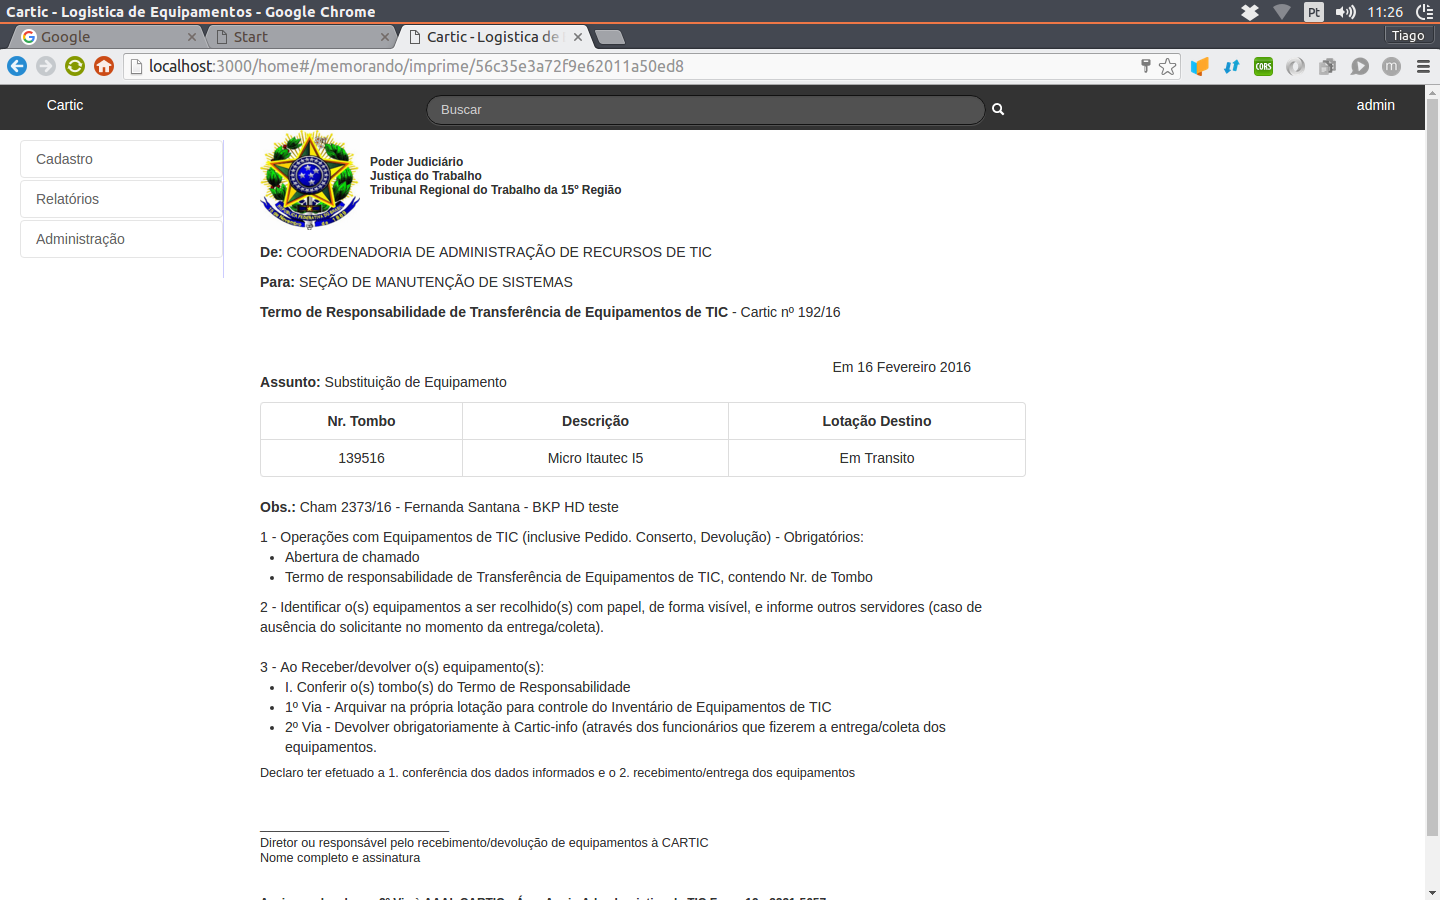 Cartic - Logistica de Equipamentos - Google Chrome
Pt
11:26
Google
Start
Cartic - Logistica de
Tiago
localhost:3000/home#/memorando/imprime/56c35e3a72f9e62011a50ed8
CORS
m
Cartic
Buscar
admin
Cadastro
Relatórios
Administração
Poder Judiciário
Justiça do Trabalho
Tribunal Regional do Trabalho da 15º Região
De: COORDENADORIA DE ADMINISTRAÇÃO DE RECURSOS DE TIC
Para: SEÇÃO DE MANUTENÇÃO DE SISTEMAS
Termo de Responsabilidade de Transferência de Equipamentos de TIC - Cartic nº 192/16
Em 16 Fevereiro 2016
Assunto: Substituição de Equipamento
Nr. Tombo Descrição Lotação Destino
139516 Micro Itautec I5 Em Transito
Obs.: Cham 2373/16 - Fernanda Santana - BKP HD teste
1 - Operações com Equipamentos de TIC (inclusive Pedido. Conserto, Devolução) - Obrigatórios:
• Abertura de chamado
• Termo de responsabilidade de Transferência de Equipamentos de TIC, contendo Nr. de Tombo
2 - Identificar o(s) equipamentos a ser recolhido(s) com papel, de forma visível, e informe outros servidores (caso de
ausência do solicitante no momento da entrega/coleta).
3 - Ao Receber/devolver o(s) equipamento(s):
• I. Conferir o(s) tombo(s) do Termo de Responsabilidade
• 1º Via - Arquivar na própria lotação para controle do Inventário de Equipamentos de TIC
• 2º Via - Devolver obrigatoriamente à Cartic-info (através dos funcionários que fizerem a entrega/coleta dos
equipamentos.
Declaro ter efetuado a 1. conferência dos dados informados e o 2. recebimento/entrega dos equipamentos
Diretor ou responsável pelo recebimento/devolução de equipamentos à CARTIC
Nome completo e assinatura